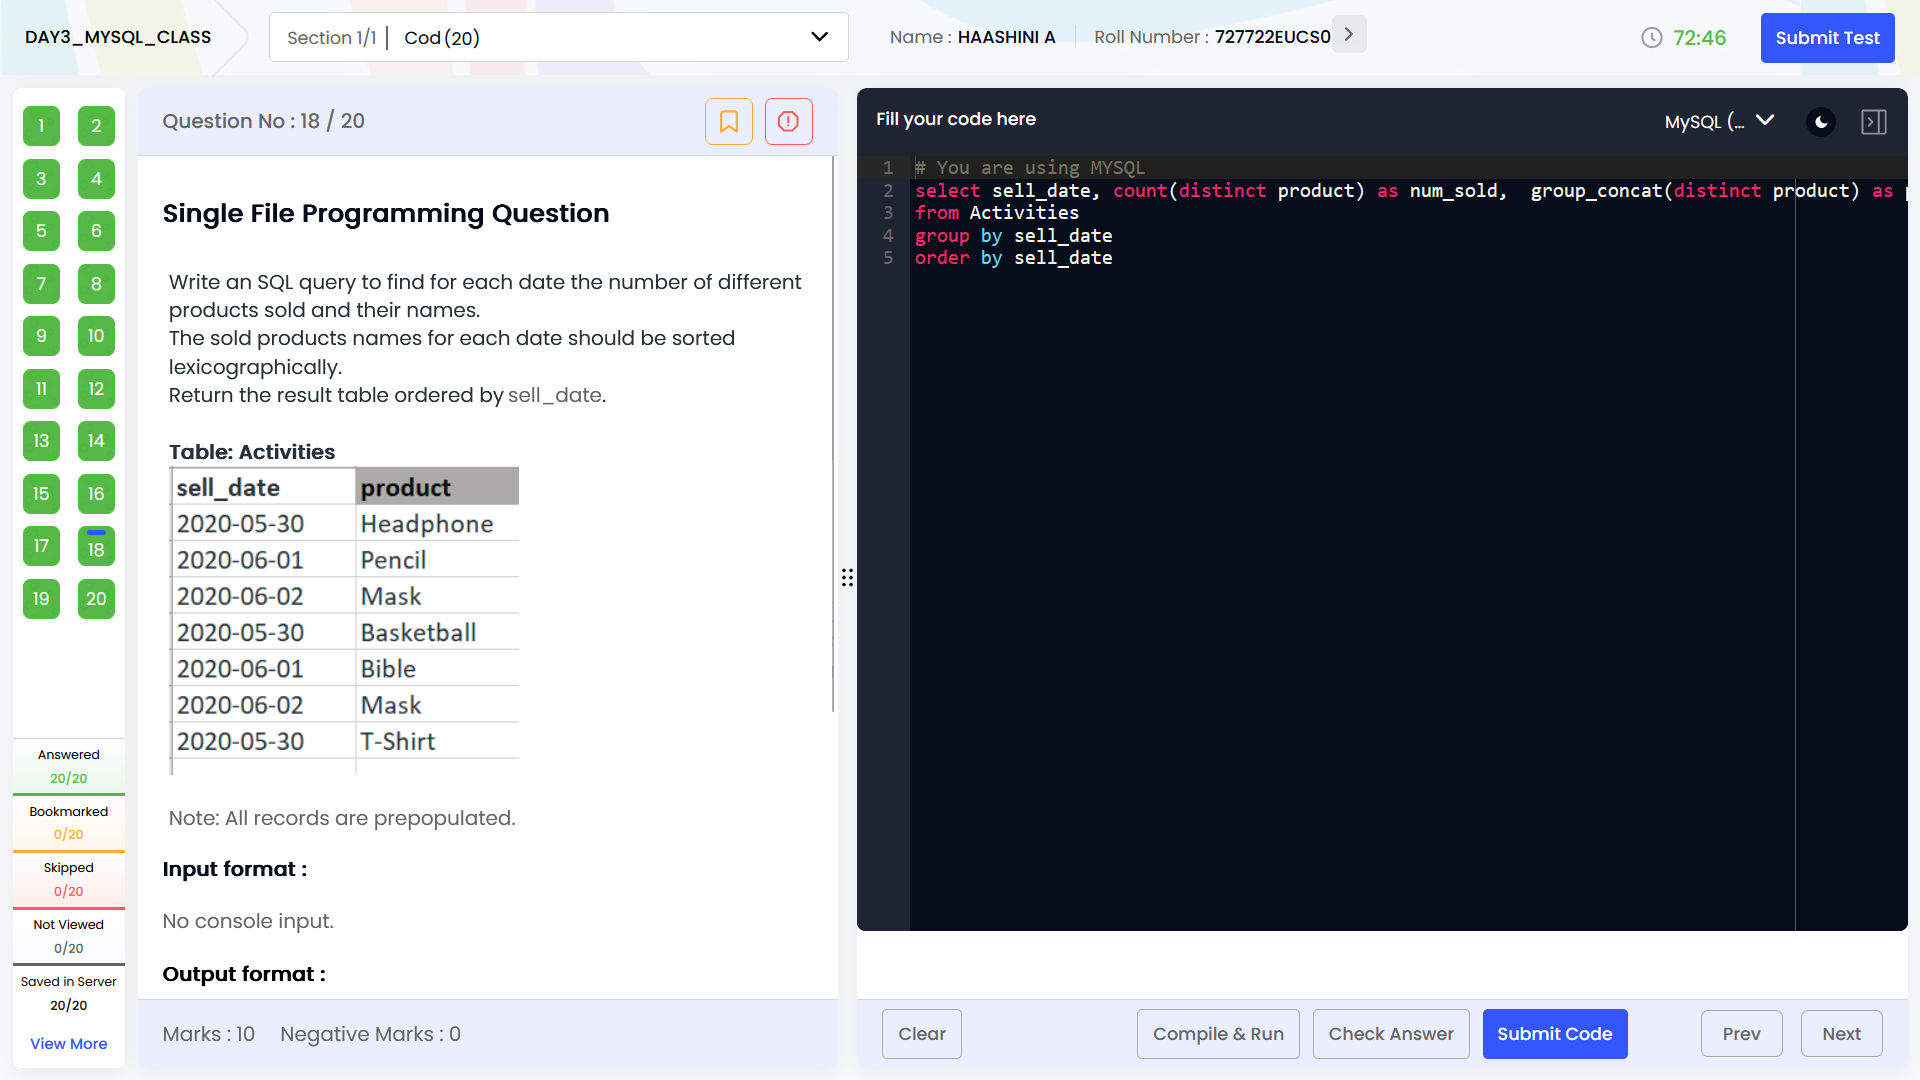 DAY3_MYSQL_CLASS
Section 1/1 | Cod (20)
Name : HAASHINI A
Roll Number : 727722EUCS0
72:46
Submit Test
1 2
3 4
5 6
7 8
9 10
11 12
13 14
15 16
17 18
19 20
Answered
20/20
Bookmarked
0/20
Skipped
0/20
Not Viewed
0/20
Saved in Server
20/20
View More
Question No : 18 / 20
Single File Programming Question
Write an SQL query to find for each date the number of different
products sold and their names.
The sold products names for each date should be sorted
lexicographically.
Return the result table ordered by sell_date.
Table: Activities
sell_date product
2020-05-30 Headphone
2020-06-01 Pencil
2020-06-02 Mask
2020-05-30 Basketball
2020-06-01 Bible
2020-06-02 Mask
2020-05-30 T-Shirt
Note: All records are prepopulated.
Input format :
No console input.
Output format :
Marks : 10 Negative Marks : 0
Fill your code here
MySQL (...
1 # You are using MYSQL
2 select sell_date, count(distinct product) as num_sold,  group_concat(distinct product) as
3 from Activities
4 group by sell_date
5 order by sell_date
Clear
Compile & Run
Check Answer
Submit Code
Prev
Next